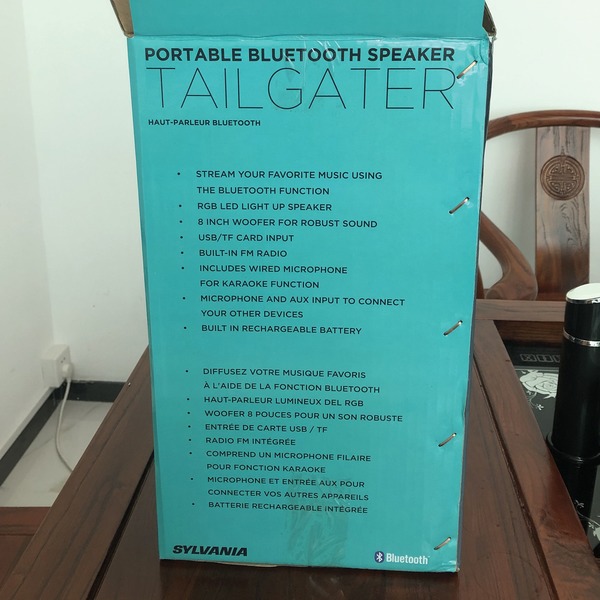 PORTABLE BLUETOOTH SPEAKER
TAILGATER
HAUT-PARLEUR BLUETOOTH
• STREAM YOUR FAVORITE MUSIC USING
THE BLUETOOTH FUNCTION
• RGB LED LIGHT UP SPEAKER
• 8 INCH WOOFER FOR ROBUST SOUND
• USB/TF CARD INPUT
• BUILT-IN FM RADIO
• INCLUDES WIRED MICROPHONE
FOR KARAOKE FUNCTION
• MICROPHONE AND AUX INPUT TO CONNECT
YOUR OTHER DEVICES
• BUILT IN RECHARGEABLE BATTERY
• DIFFUSEZ VOTRE MUSIQUE FAVORIS
À L'AIDE DE LA FONCTION BLUETOOTH
• HAUT-PARLEUR LUMINEUX DEL RGB
• WOOFER 8 POUCES POUR UN SON ROBUSTE
• ENTRÉE DE CARTE USB / TF
• RADIO FM INTÉGRÉE
• COMPREND UN MICROPHONE FILAIRE
POUR FONCTION KARAOKE
• MICROPHONE ET ENTRÉE AUX POUR
CONNECTER VOS AUTRES APPAREILS
• BATTERIE RECHARGEABLE INTÉGRÉE
SYLVANIA
Bluetooth